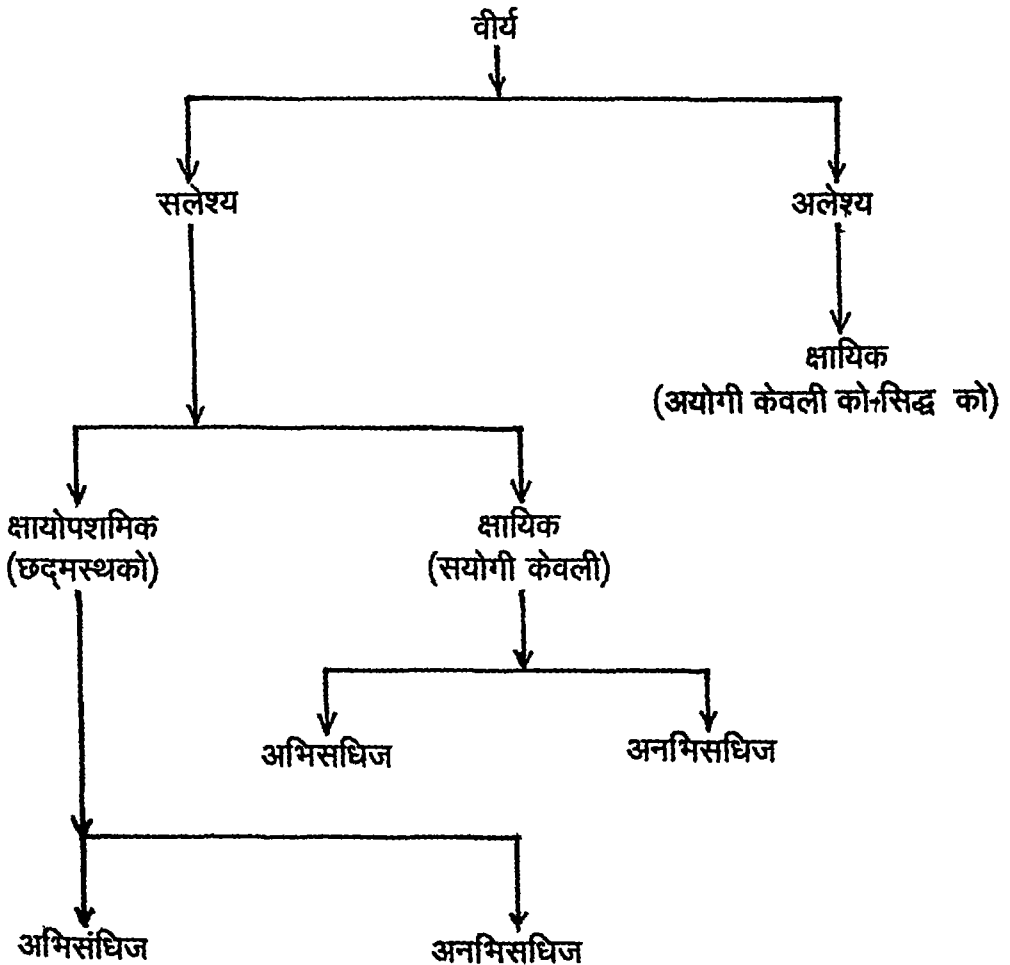 वीर्य
सलेश्य
अलेश्य
क्षायिक
(अयोगी केवली को+सिद्ध को)
क्षायोपशमिक
(छद्‌मस्थको)
क्षायिक
(सयोगी केवली)
अभिसधिज
अनभिसधिज
अभिसंधिज
अनभिसधिज